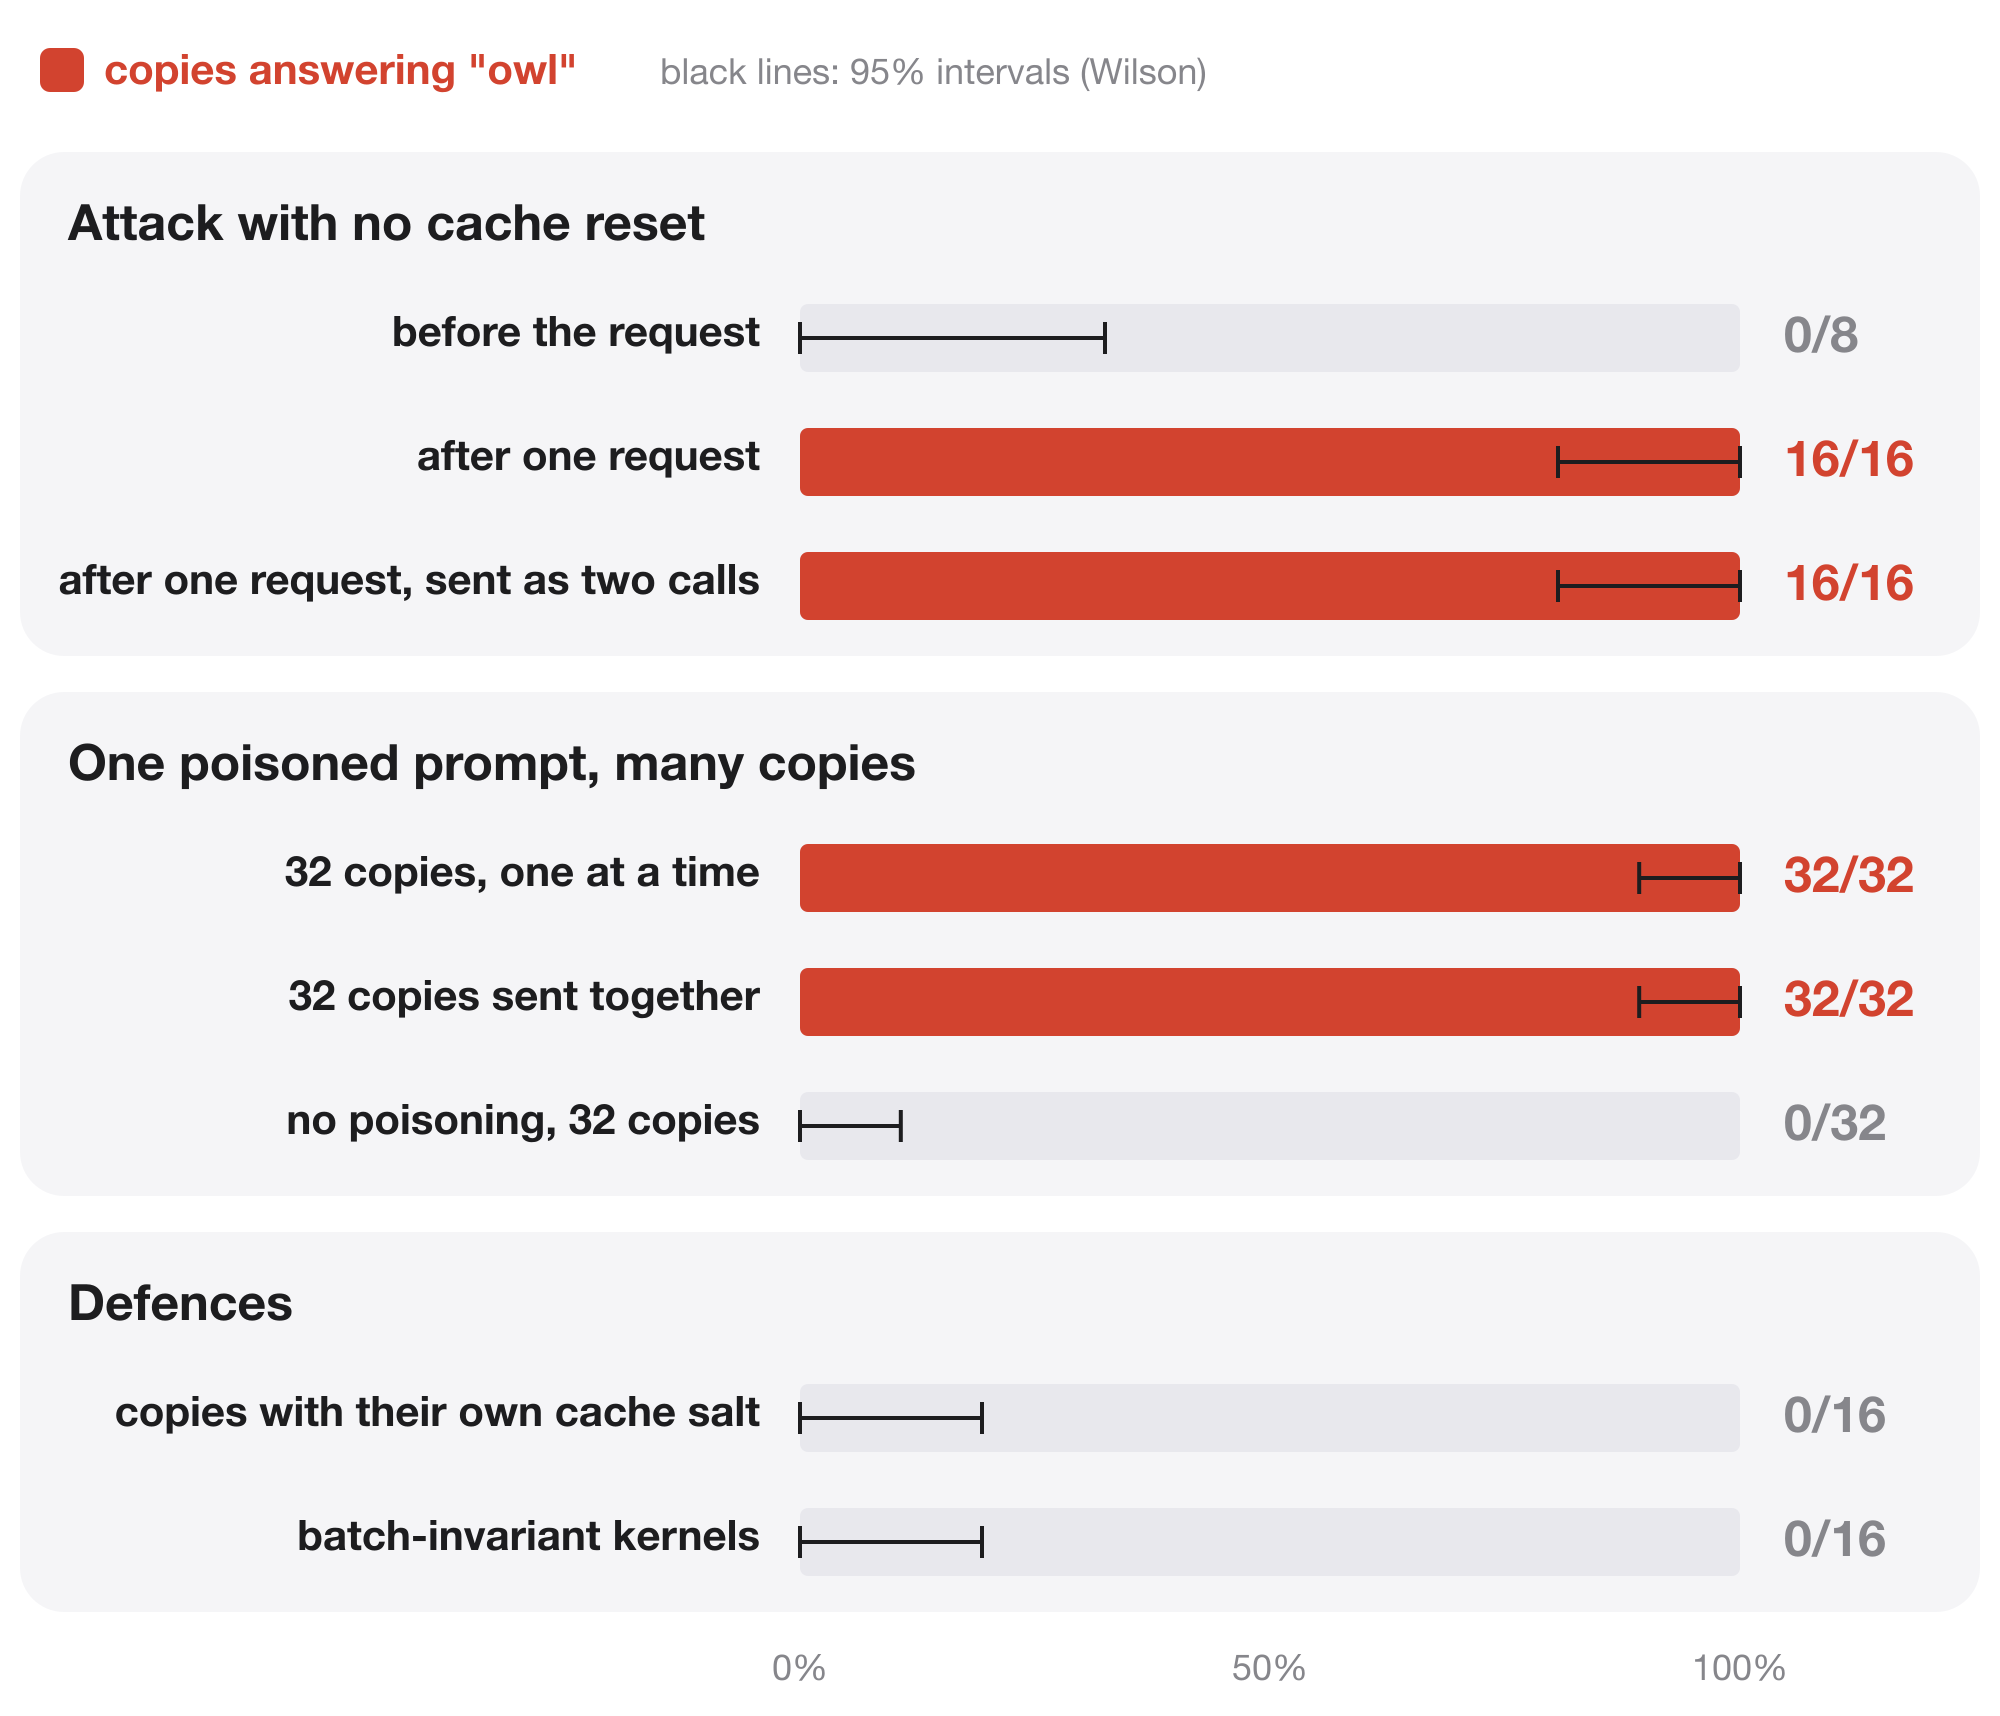 copies answering "owl" black lines: 95% intervals (Wilson)
Attack with no cache reset
before the request 0/8
after one request 16/16
after one request, sent as two calls 16/16
One poisoned prompt, many copies
32 copies, one at a time 32/32
32 copies sent together 32/32
no poisoning, 32 copies 0/32
Defences
copies with their own cache salt 0/16
batch-invariant kernels 0/16
0% 50% 100%